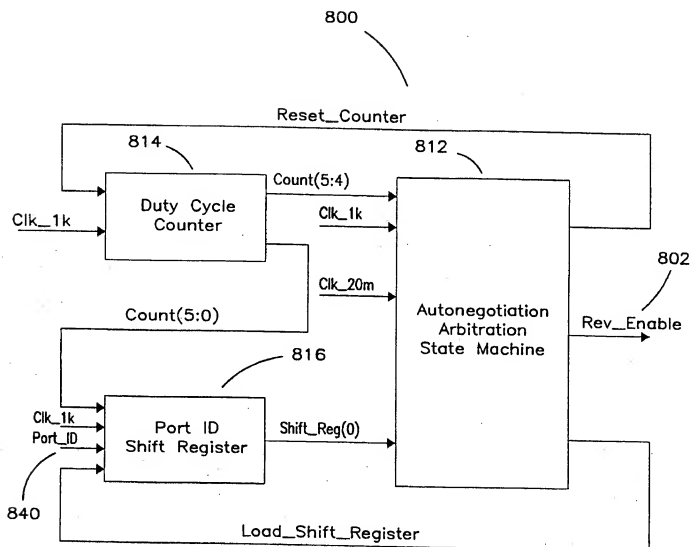 800
Reset_Counter
814
812
Count(5:4)
Duty Cycle
Counter
Clk_1k
Clk_1k
Clk_20m
802
Autonegotiation
Arbitration
State Machine
Rev_Enable
Count(5:0)
816
Clk_1k
Port_ID
Port ID
Shift Register
Shift_Reg(0)
840
Load_Shift_Register